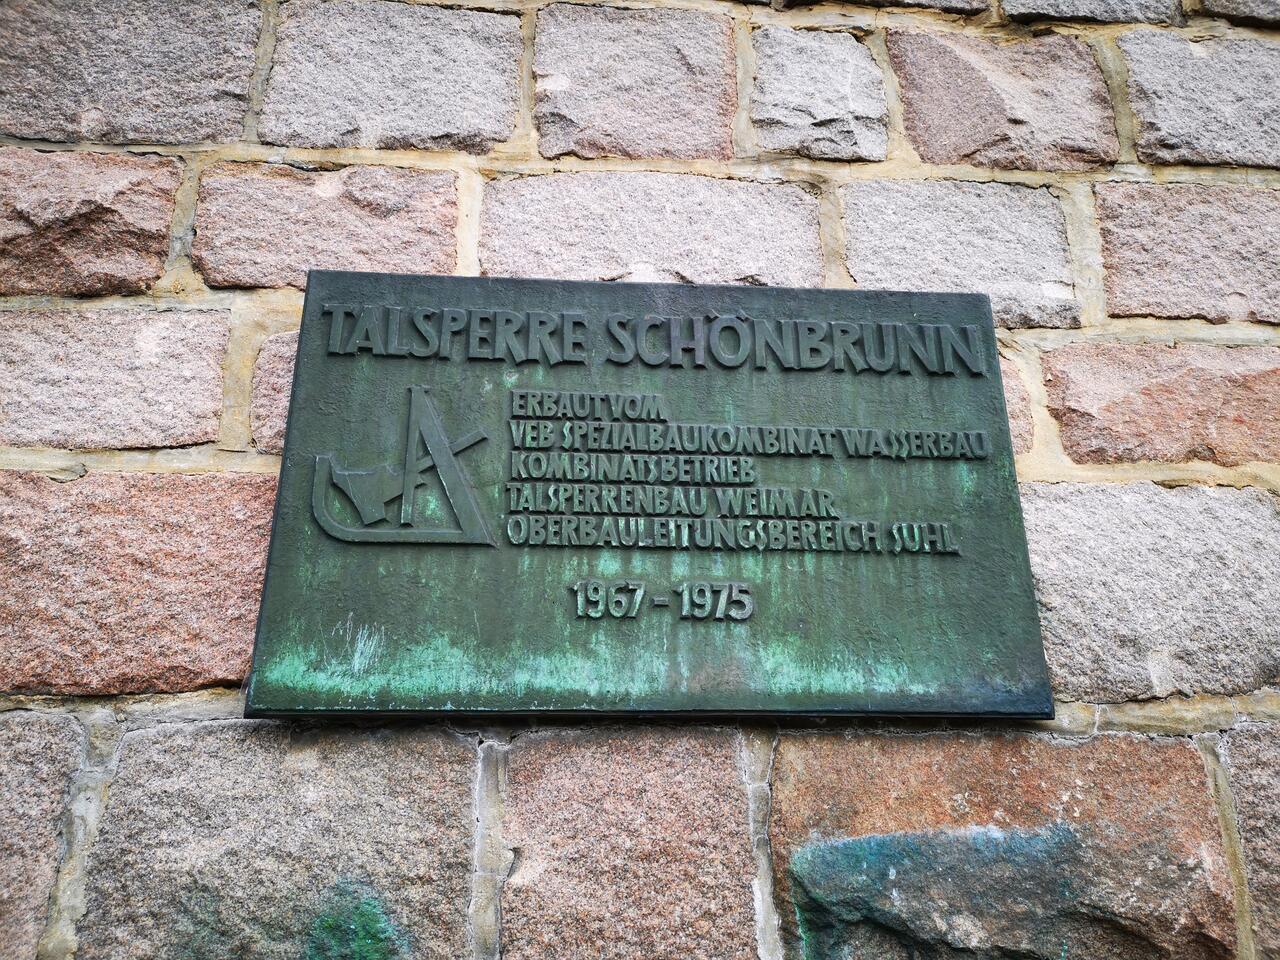 TALSPERRE SCHÖNBRUNN
ERBAUT VOM
VEB SPEZIALBAUKOMBINAT WASSERBAU
KOMBINATSBETRIEB
TALSPERRENBAU WEIMAR
OBERBAULEITUNGSBEREICH SUHL
1967 - 1975